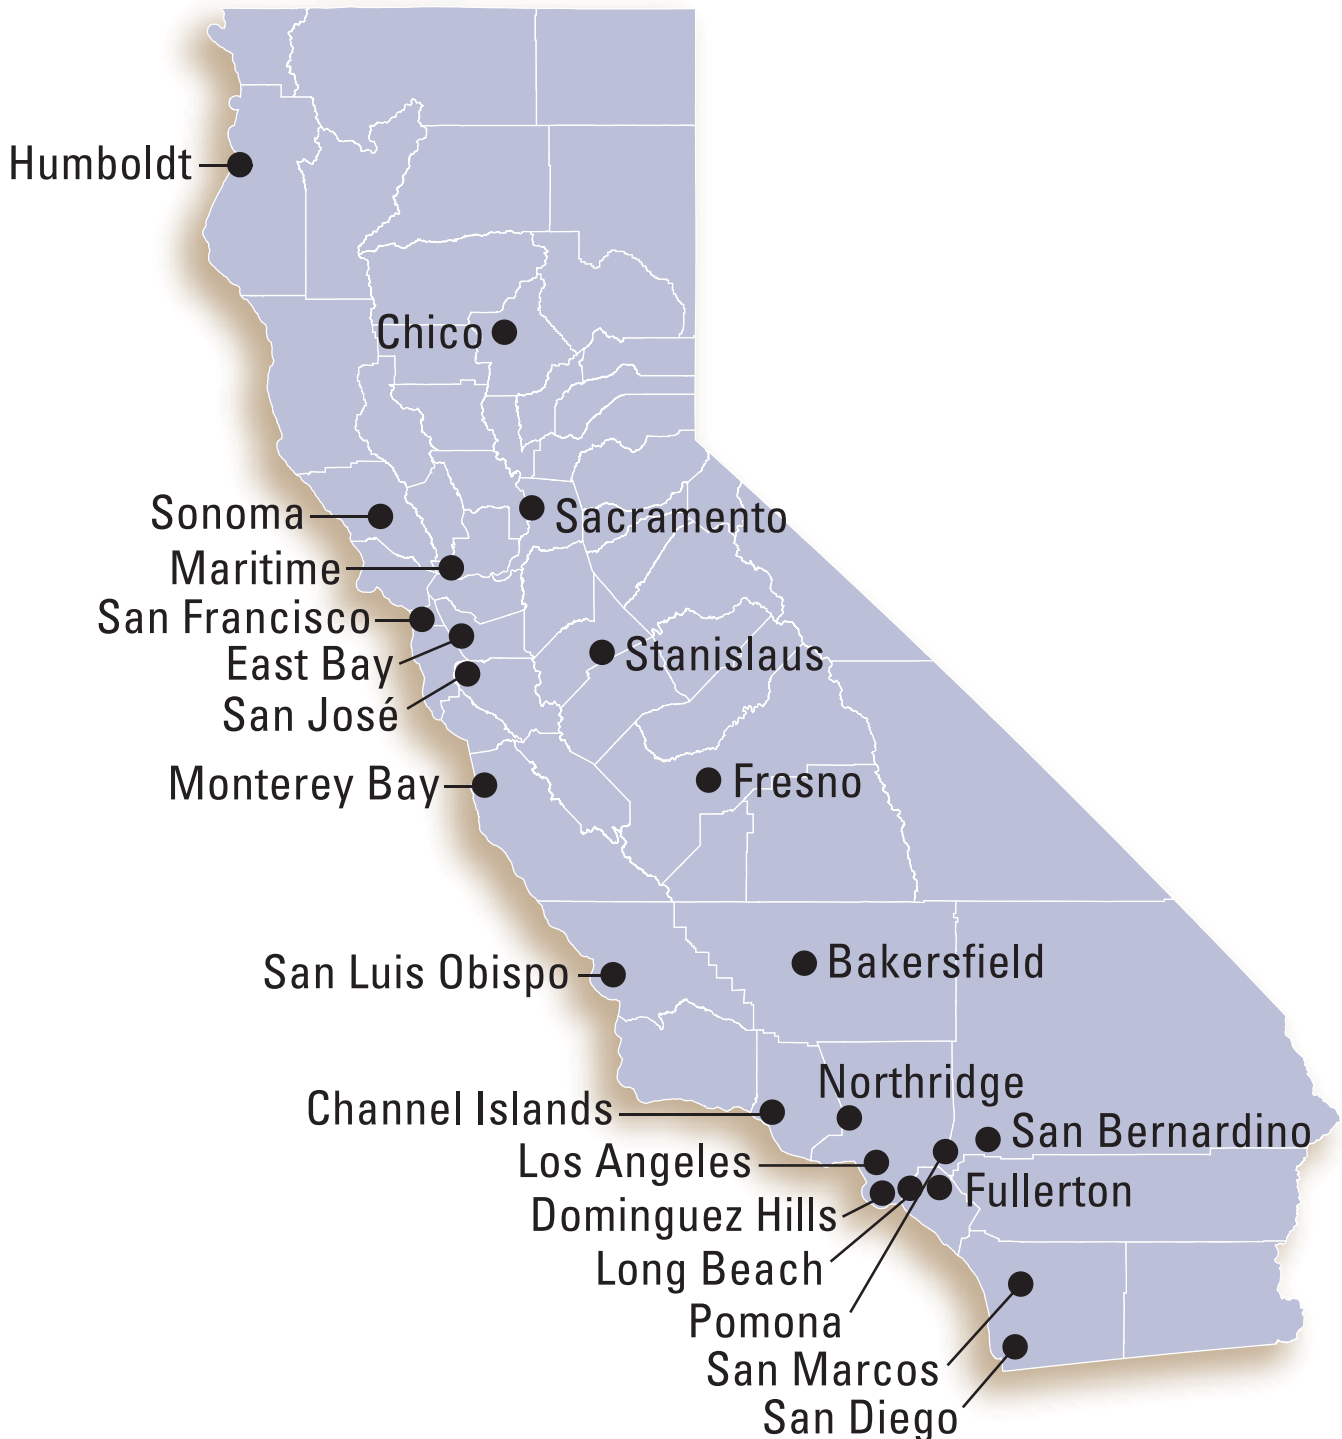 Humboldt
Chico
Sonoma
Sacramento
Maritime
San Francisco
East Bay
Stanislaus
San José
Monterey Bay
Fresno
San Luis Obispo
Bakersfield
Northridge
Channel Islands
San Bernardino
Los Angeles
Fullerton
Dominguez Hills
Long Beach
Pomona
San Marcos
San Diego